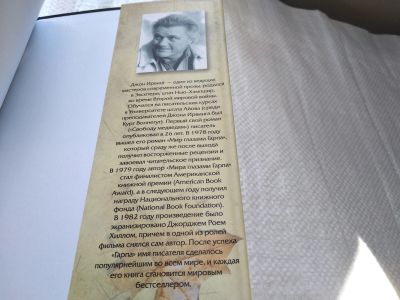 Джон Ирвинг — один из ведущих
мастеров современной прозы, родился
в Эксетере, штат Нью-Хэмпшир,
во время Второй мировой войны.
Обучался на писательских курсах
в Университете штата Айова (среди
преподавателей Джона Ирвинга был
Курт Воннегут). Первый свой роман
(«Свободу медведям») писатель
опубликовал в 26 лет. В 1978 году
вышел его роман «Мир глазами Гарпа»,
который сразу же после выхода
получил восторженные рецензии и
завоевал читательское признание.
В 1979 году автор «Мира глазами Гарпа»
стал финалистом Американской
книжной премии (American Book
Award), а в следующем году получил
награду Национального книжного
фонда (National Book Foundation).
В 1982 году произведение было
экранизировано Джорджем Роем
Хиллом, причем в одной из ролей
фильма снялся сам автор. После успеха
«Гарпа» имя писателя сделалось
популярнейшим во всем мире, и каждая
его книга становится мировым
бестселлером.